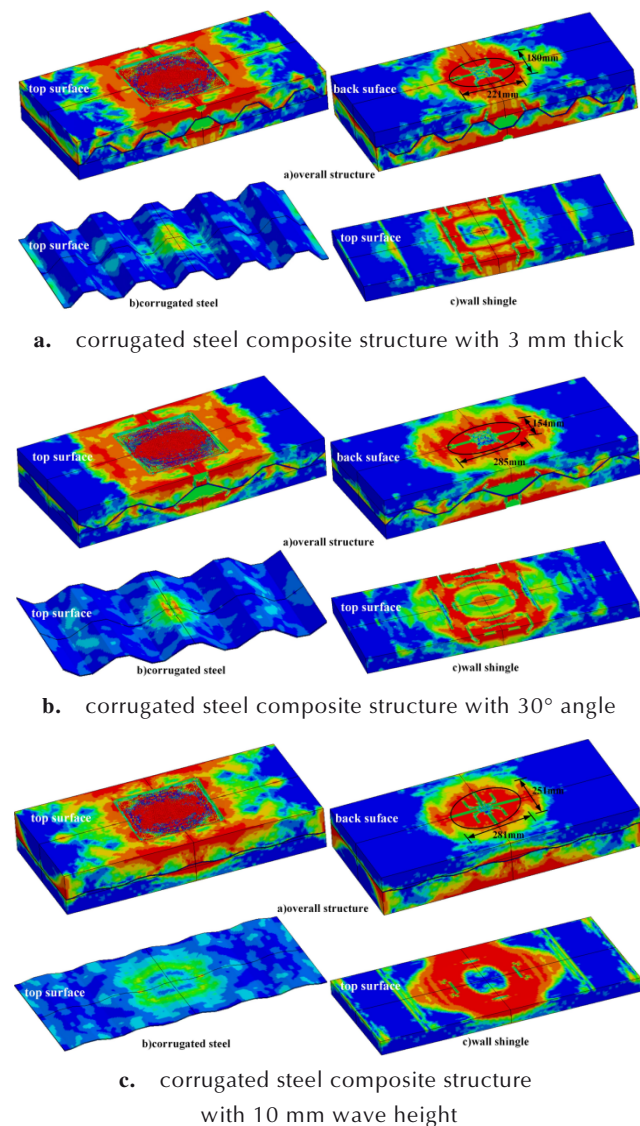 top surface
back suface
180mm
221mm
a)overall structure
top surface
top surface
b)corrugated steel
c)wall shingle
a. corrugated steel composite structure with 3 mm thick
top surface
back suface
154mm
285mm
a)overall structure
top surface
top surface
b)corrugated steel
c)wall shingle
b. corrugated steel composite structure with 30° angle
top surface
back suface
251mm
281mm
a)overall structure
top surface
top surface
b)corrugated steel
c)wall shingle
c. corrugated steel composite structure
with 10 mm wave height